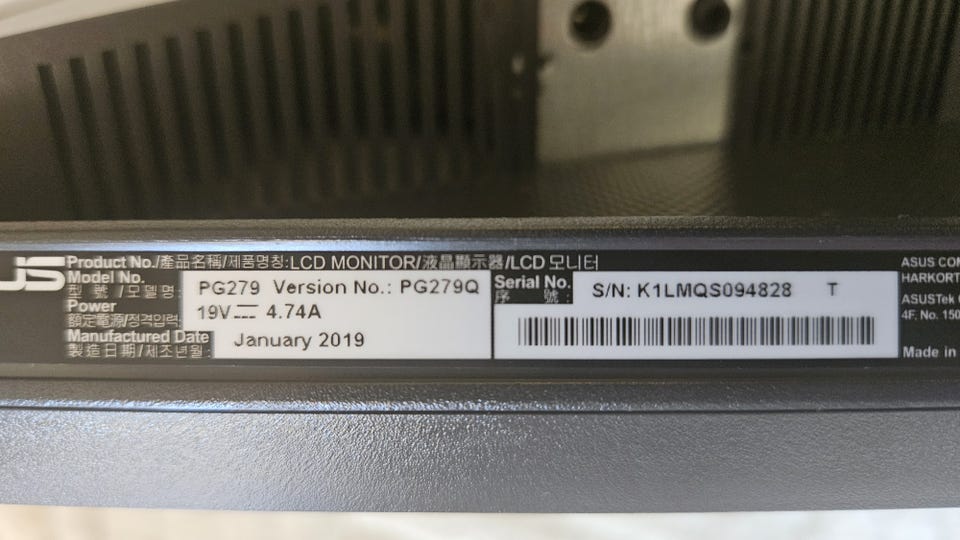 Product No./產品名稱/제품명칭:LCD MONITOR/液晶顯示器/LCD 모니터
Model No.
型 號 /모델명:
PG279 Version No.: PG279Q
Power
額定電源/정격입력:
19V 4.74A
Manufactured Date
製造日期/제조년월:
January 2019
Serial No.
序 號:
S/N: K1LMQS094828 T
ASUS COM
HARKORT
ASUSTek
4F, No. 150
Made in